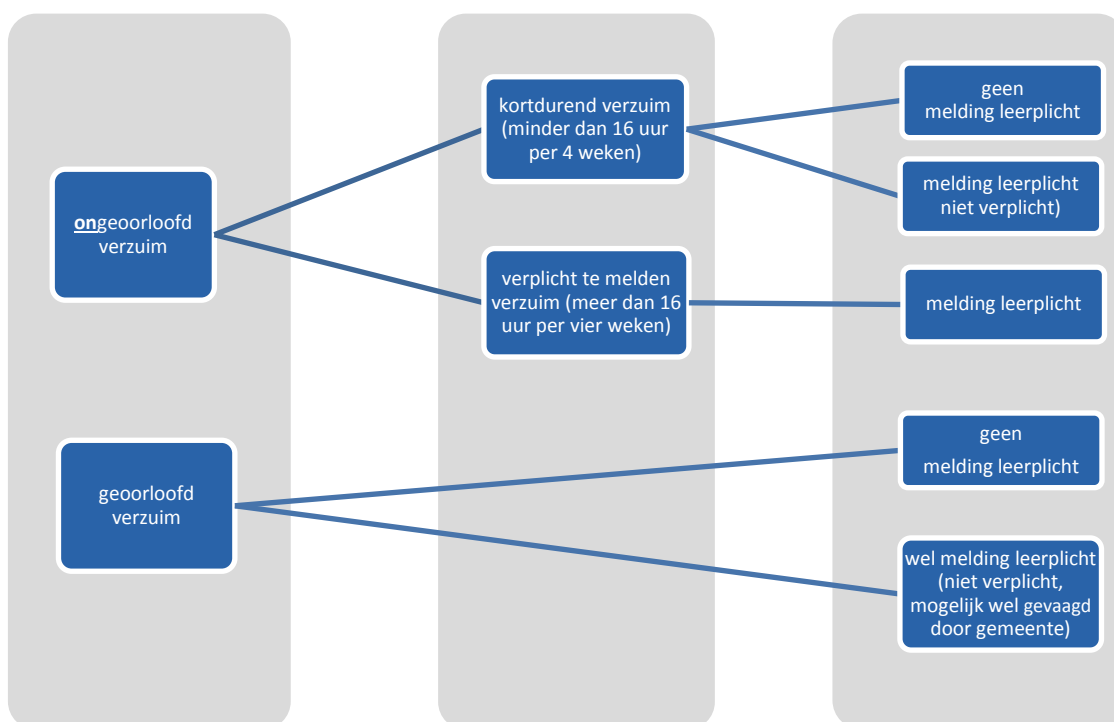 ongeoorloofd
verzuim
kortdurend verzuim
(minder dan 16 uur
per 4 weken)
geen
melding leerplicht
melding leerplicht
niet verplicht)
verplicht te melden
verzuim (meer dan 16
uur per vier weken)
melding leerplicht
geoorloofd
verzuim
geen
melding leerplicht
wel melding leerplicht
(niet verplicht,
mogelijk wel gevaagd
door gemeente)